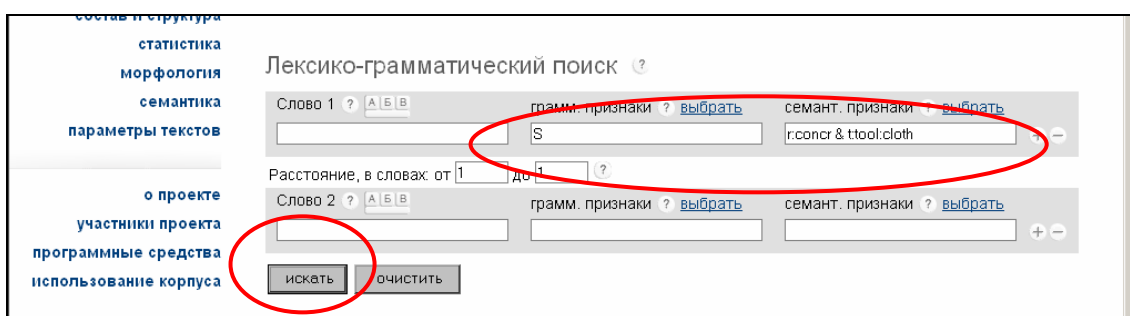 состав и структура
статистика
морфология
семантика
параметры текстов
о проекте
участники проекта
программные средства
использование корпуса
Лексико-грамматический поиск ?
Слово 1 ? А Б В грамм. признаки ? выбрать семант. признаки ? выбрать
S r:concr & t:tool:cloth + −
Расстояние, в словах: от 1 до 1 ?
Слово 2 ? А Б В грамм. признаки ? выбрать семант. признаки ? выбрать
+ −
искать очистить